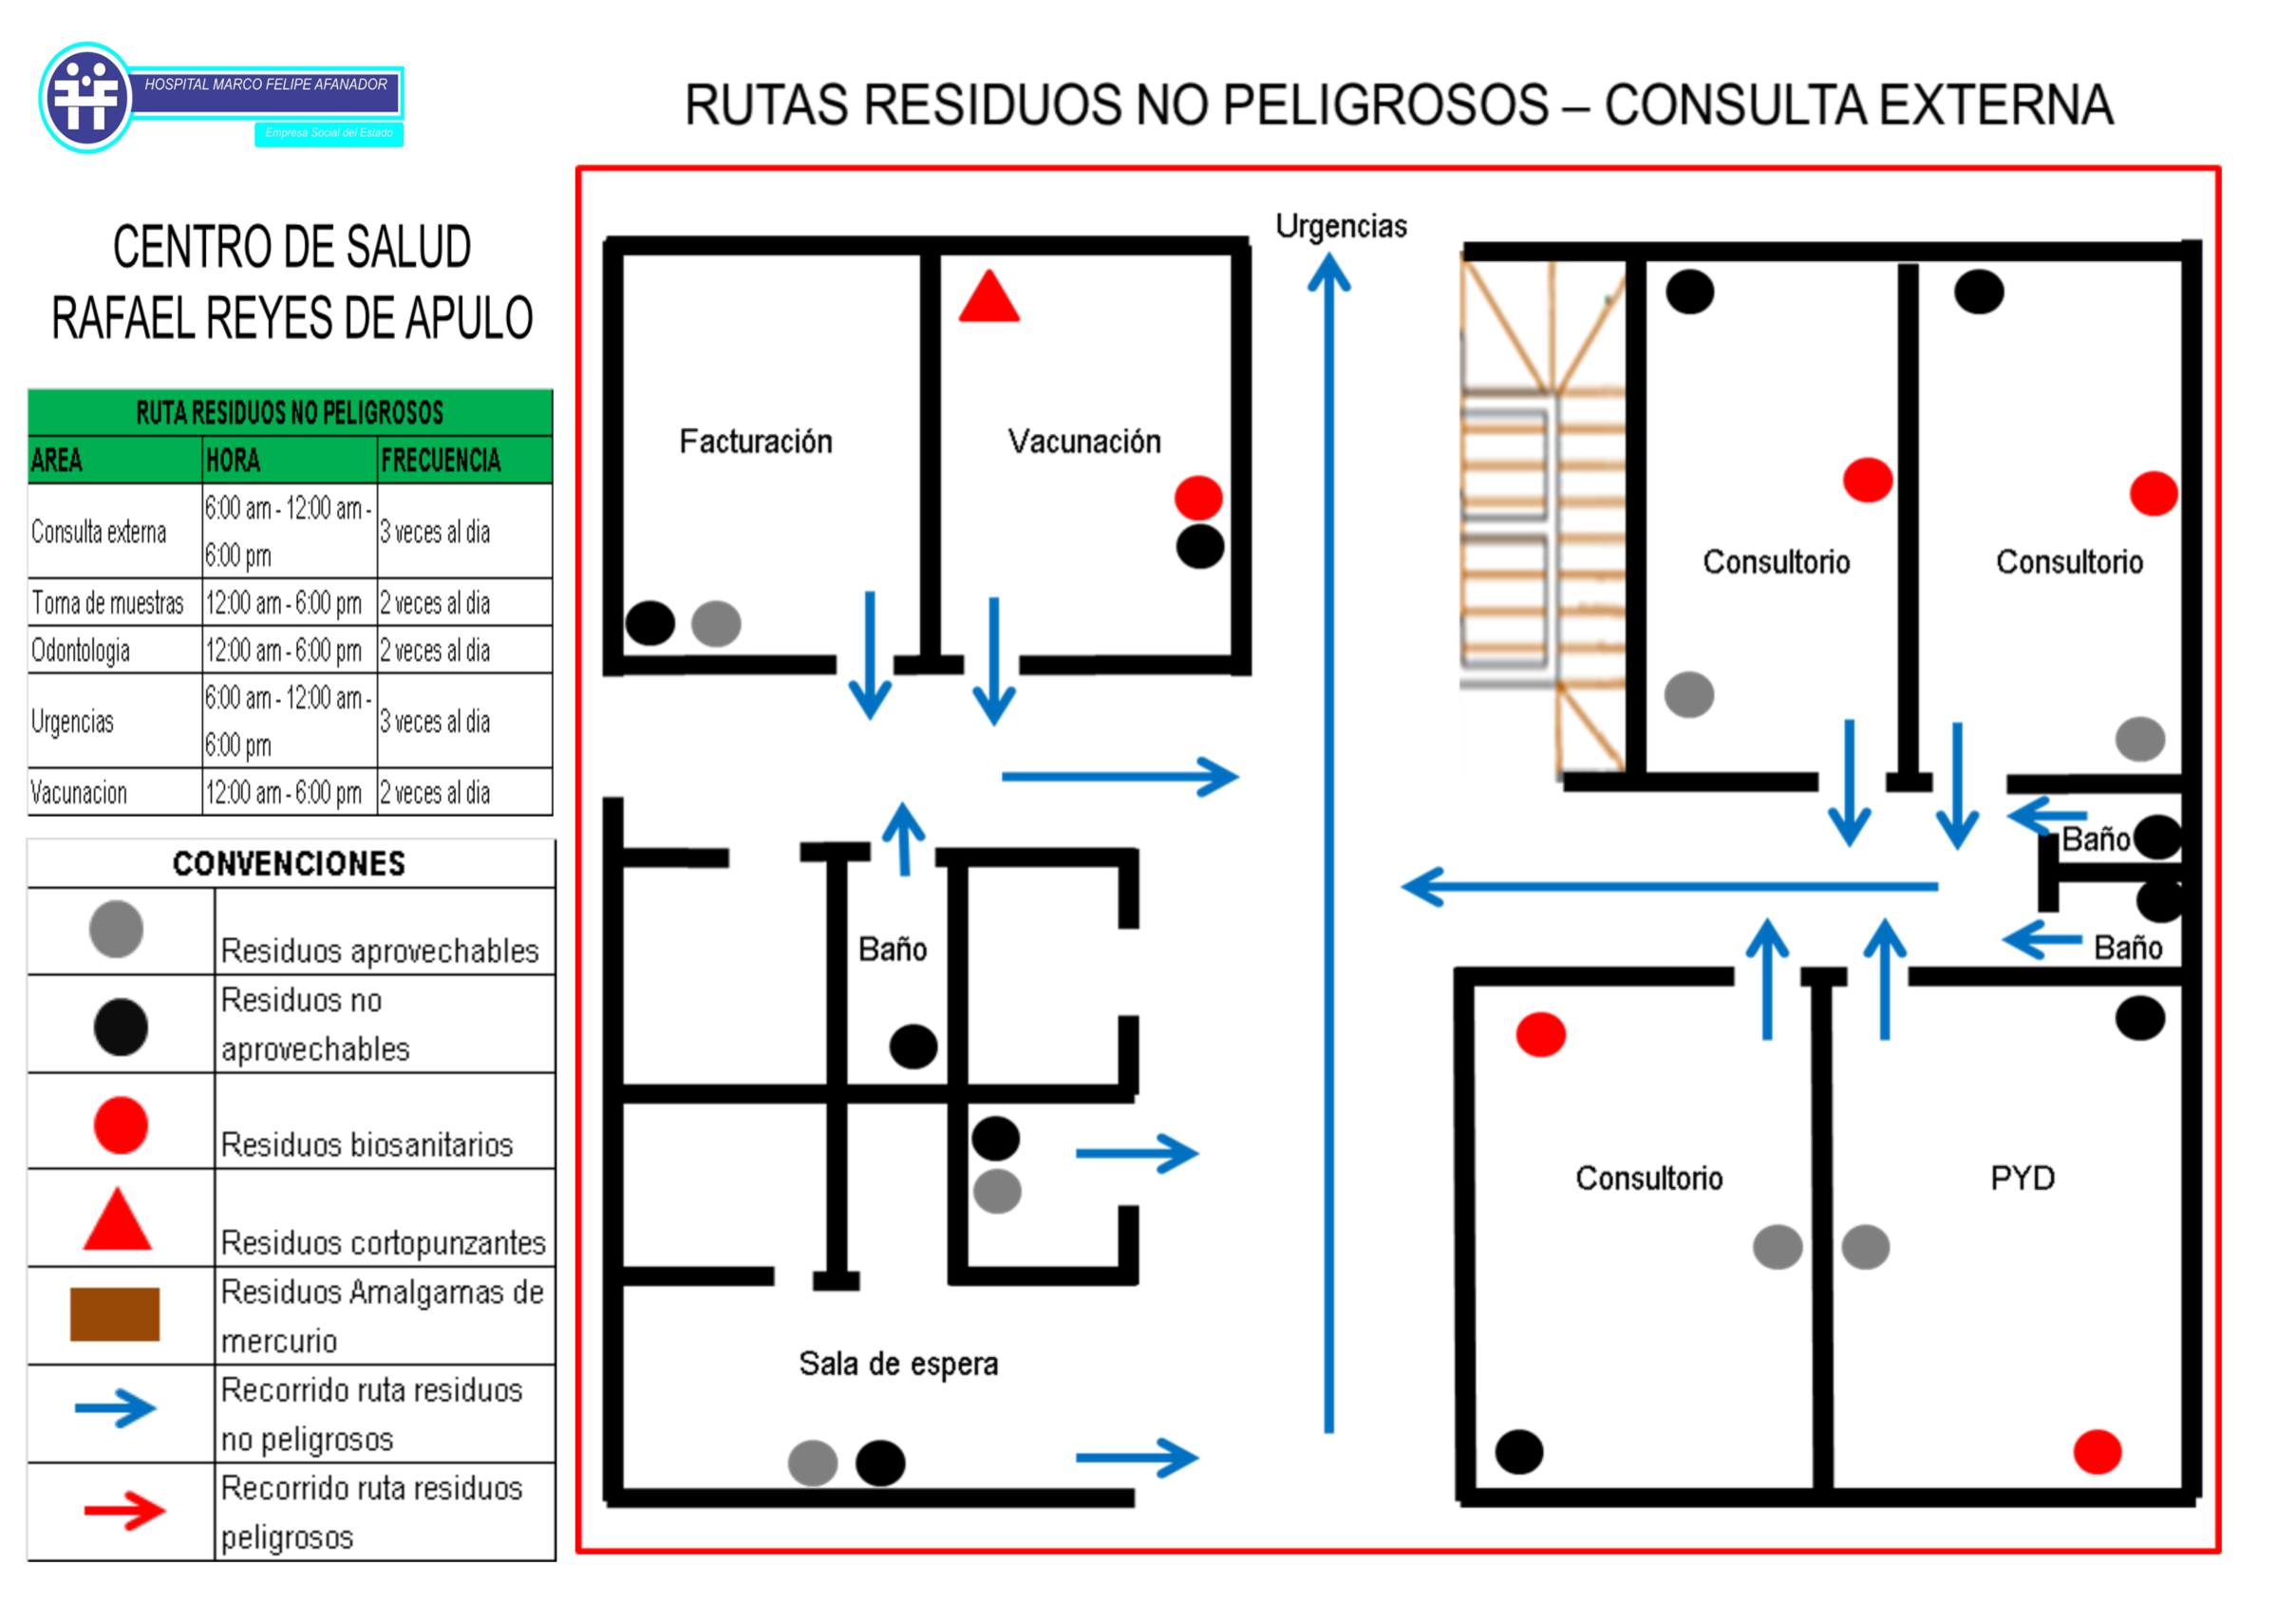 HOSPITAL MARCO FELIPE AFANADOR
Empresa Social del Estado
RUTAS RESIDUOS NO PELIGROSOS – CONSULTA EXTERNA
CENTRO DE SALUD
RAFAEL REYES DE APULO
RUTA RESIDUOS NO PELIGROSOS
AREA HORA FRECUENCIA
Consulta externa 6:00 am - 12:00 am - 6:00 pm 3 veces al dia
Toma de muestras 12:00 am - 6:00 pm 2 veces al dia
Odontologia 12:00 am - 6:00 pm 2 veces al dia
Urgencias 6:00 am - 12:00 am - 6:00 pm 3 veces al dia
Vacunacion 12:00 am - 6:00 pm 2 veces al dia
CONVENCIONES
Residuos aprovechables
Residuos no
aprovechables
Residuos biosanitarios
Residuos cortopunzantes
Residuos Amalgamas de
mercurio
Recorrido ruta residuos
no peligrosos
Recorrido ruta residuos
peligrosos
Urgencias
Facturación
Vacunación
Consultorio
Consultorio
Baño
Baño
Baño
Consultorio
PYD
Sala de espera